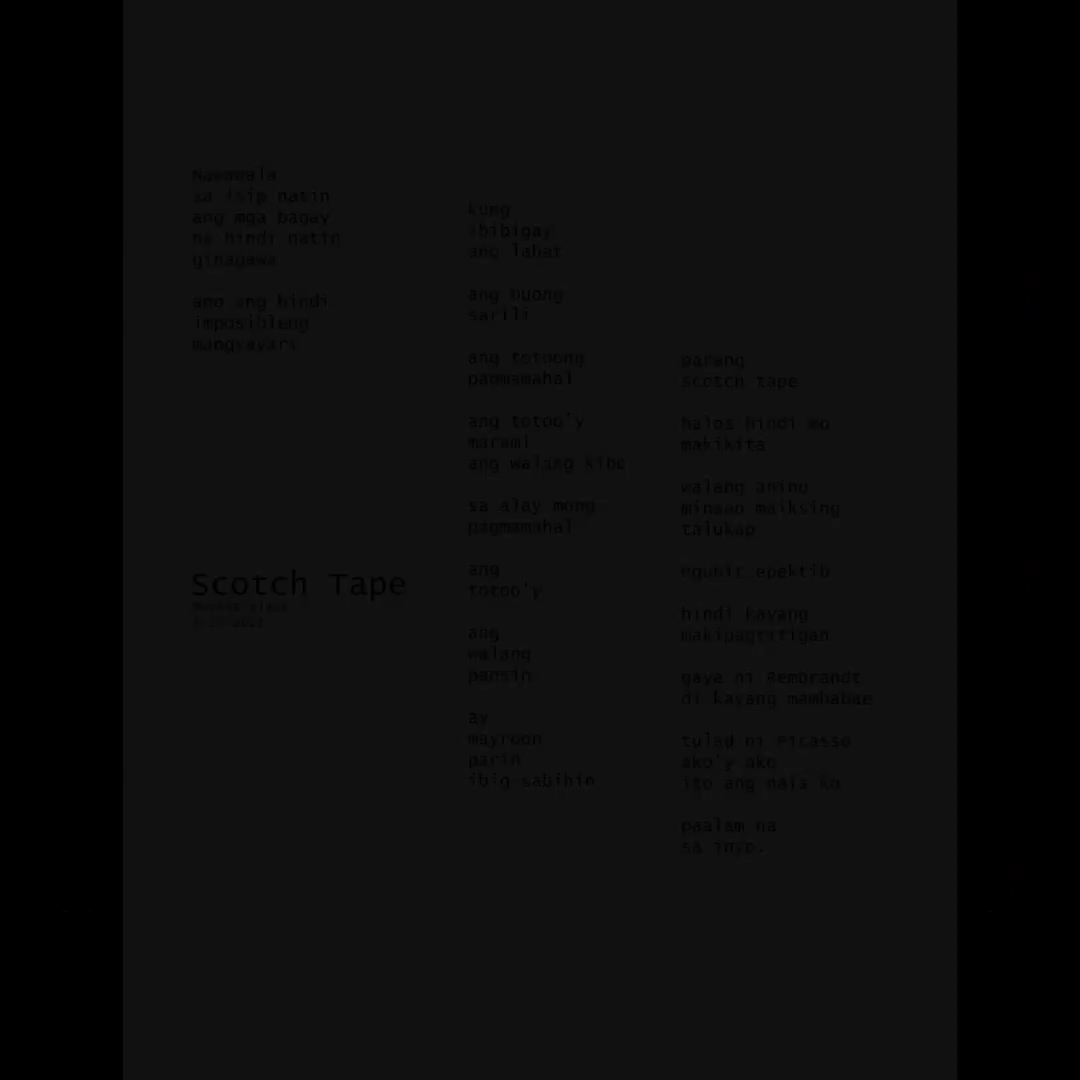 Nawawala
sa isip natin
ang mga bagay
na hindi natin
ginagawa
ano ang hindi
imposibleng
mangyayari
Scotch Tape
kung
ibibigay
ang lahat
ang buong
sarili
ang totoong
pagmamahal
ang totoo'y
marami
ang walang kibo
sa alay mong
pagmamahal
ang
totoo'y
ang
walang
pansin
ay
mayroon
parin
ibig sabihin
parang
scotch tape
halos hindi mo
makikita
walang anino
minsan maiksing
talukap
ngunit epektib
hindi kayang
makipagtitigan
gaya ni Rembrandt
di kayang mambabae
tulad ni Picasso
ako'y ako
ito ang nais ko
paalam na
sa inyo.